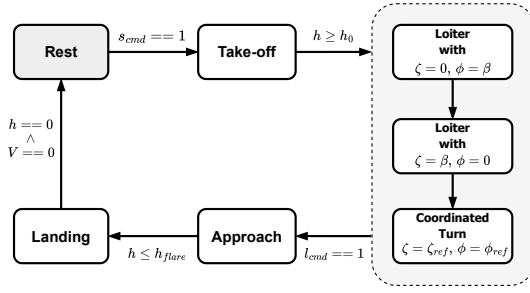 Rest
s_cmd == 1
Take-off
h ≥ h_0
Loiter
with
ζ = 0, ϕ = β
Loiter
with
ζ = β, ϕ = 0
Coordinated
Turn
ζ = ζ_ref, ϕ = ϕ_ref
l_cmd == 1
Approach
h ≤ h_flare
Landing
h == 0
∧
V == 0